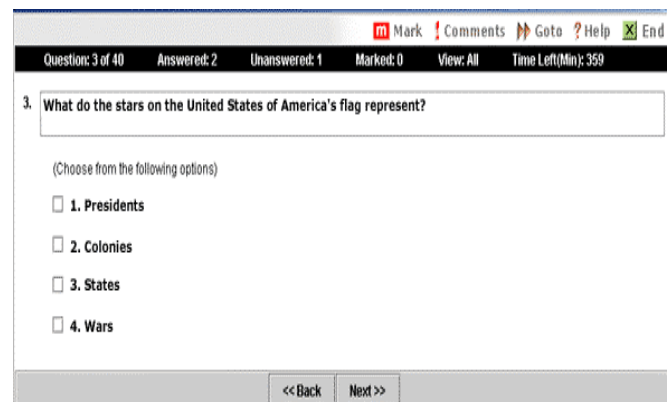 m Mark ! Comments Goto ? Help X End
Question: 3 of 40 Answered: 2 Unanswered: 1 Marked: 0 View: All Time Left(Min): 359
3. What do the stars on the United States of America's flag represent?
(Choose from the following options)
1. Presidents
2. Colonies
3. States
4. Wars
<< Back Next >>